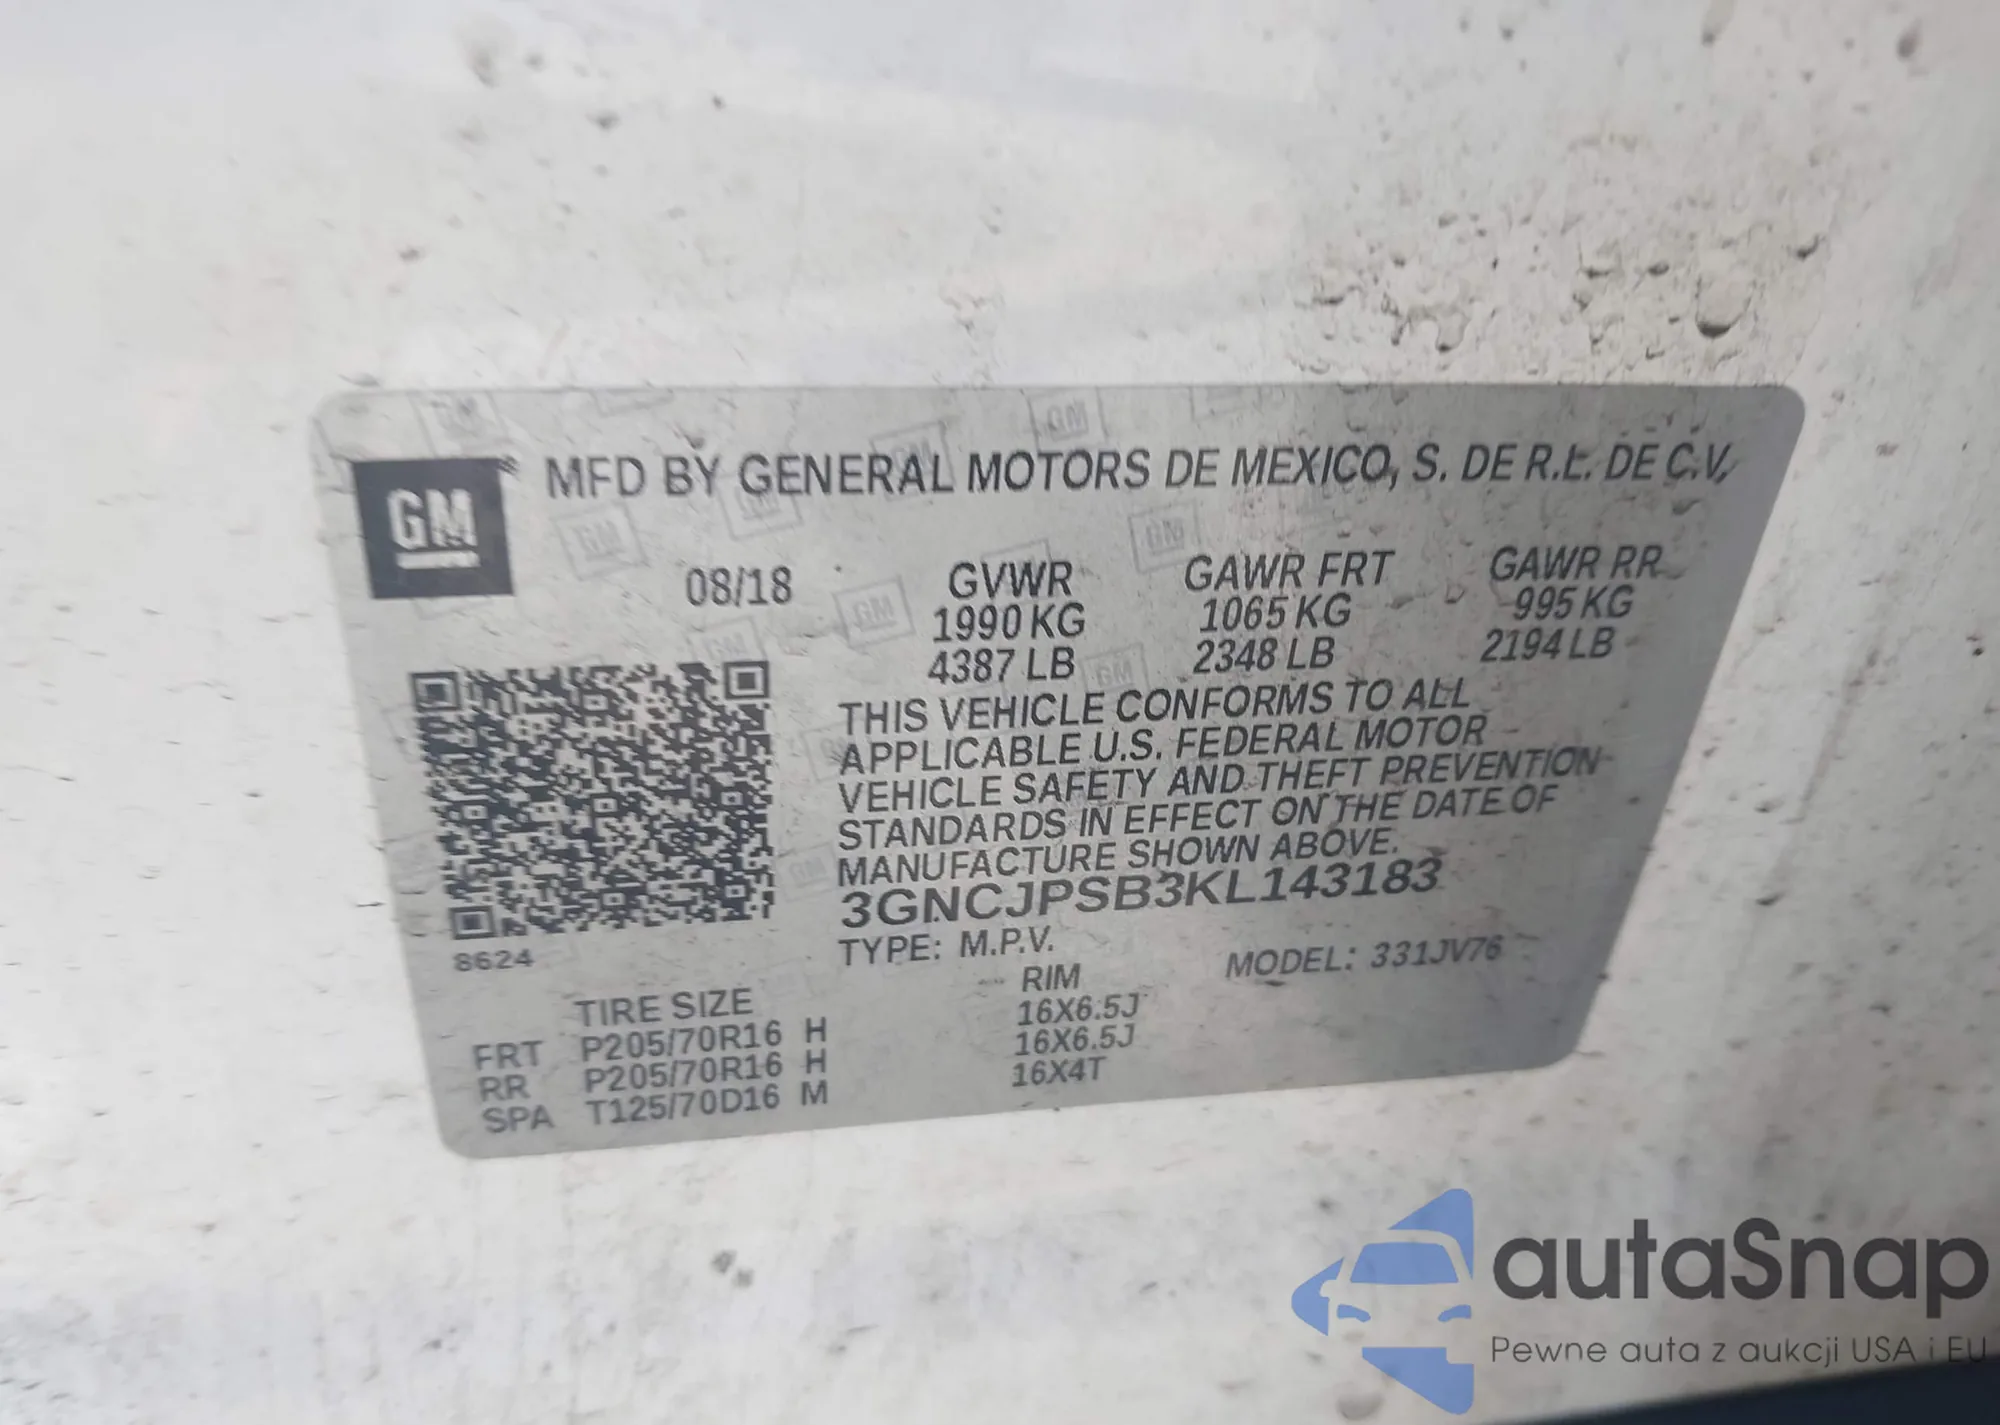 GM
MFD BY GENERAL MOTORS DE MEXICO, S. DE R.L. DE C.V.
08/18 GVWR GAWR FRT GAWR RR
1990 KG 1065 KG 995 KG
4387 LB 2348 LB 2194 LB
THIS VEHICLE CONFORMS TO ALL
APPLICABLE U.S. FEDERAL MOTOR
VEHICLE SAFETY AND THEFT PREVENTION
STANDARDS IN EFFECT ON THE DATE OF
MANUFACTURE SHOWN ABOVE.
3GNCJPSB3KL143183
8624
TYPE: M.P.V. MODEL: 331JV76
TIRE SIZE RIM
FRT P205/70R16 H 16X6.5J
RR P205/70R16 H 16X6.5J
SPA T125/70D16 M 16X4T
autaSnap
Pewne auta z aukcji USA i EU